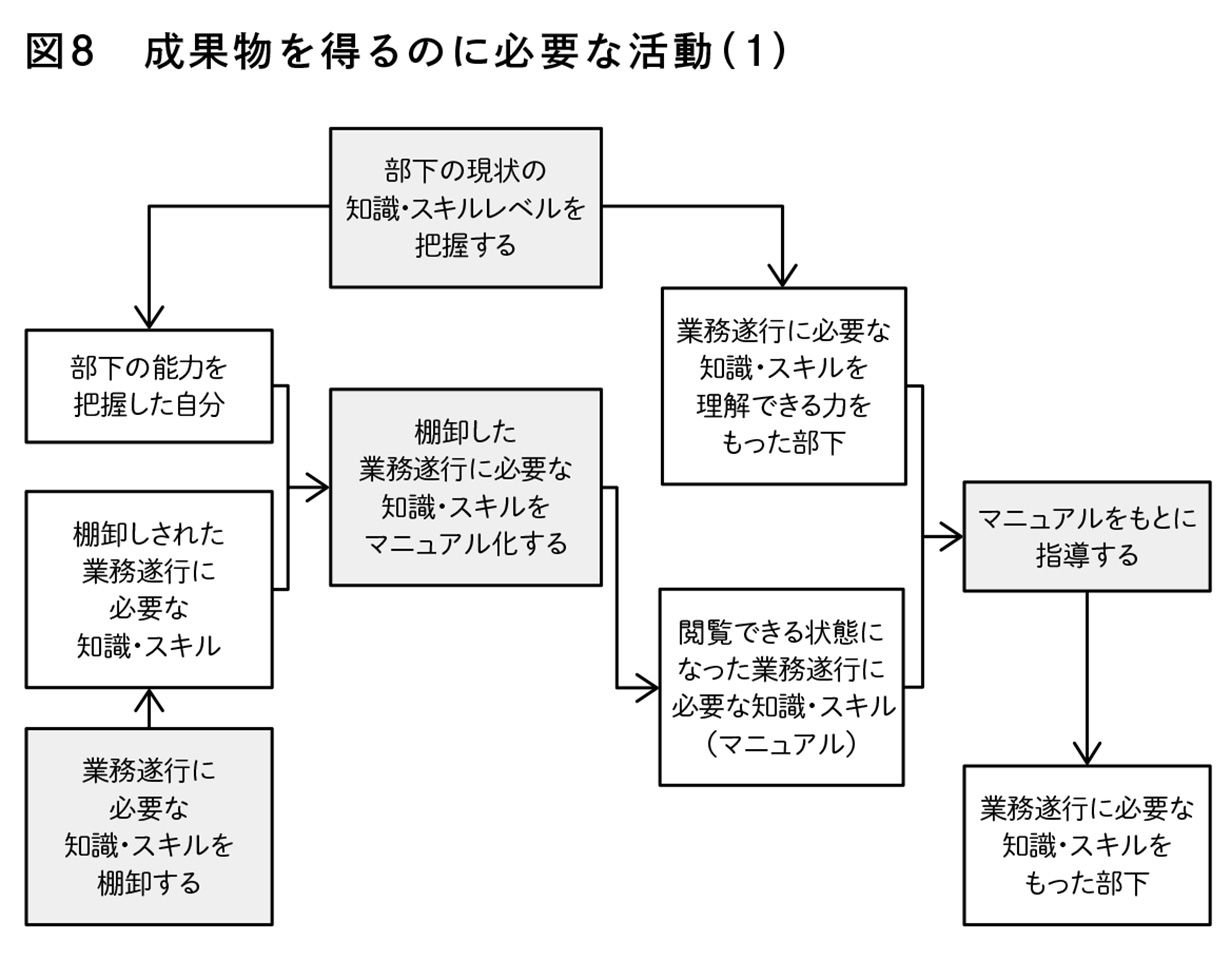 図8 成果物を得るのに必要な活動(1)
部下の現状の
知識・スキルレベルを
把握する
部下の能力を
把握した自分
棚卸しされた
業務遂行に
必要な
知識・スキル
業務遂行に
必要な
知識・スキルを
棚卸する
棚卸した
業務遂行に必要な
知識・スキルを
マニュアル化する
業務遂行に必要な
知識・スキルを
理解できる力を
もった部下
閲覧できる状態に
なった業務遂行に
必要な知識・スキル
(マニュアル)
マニュアルをもとに
指導する
業務遂行に必要な
知識・スキルを
もった部下